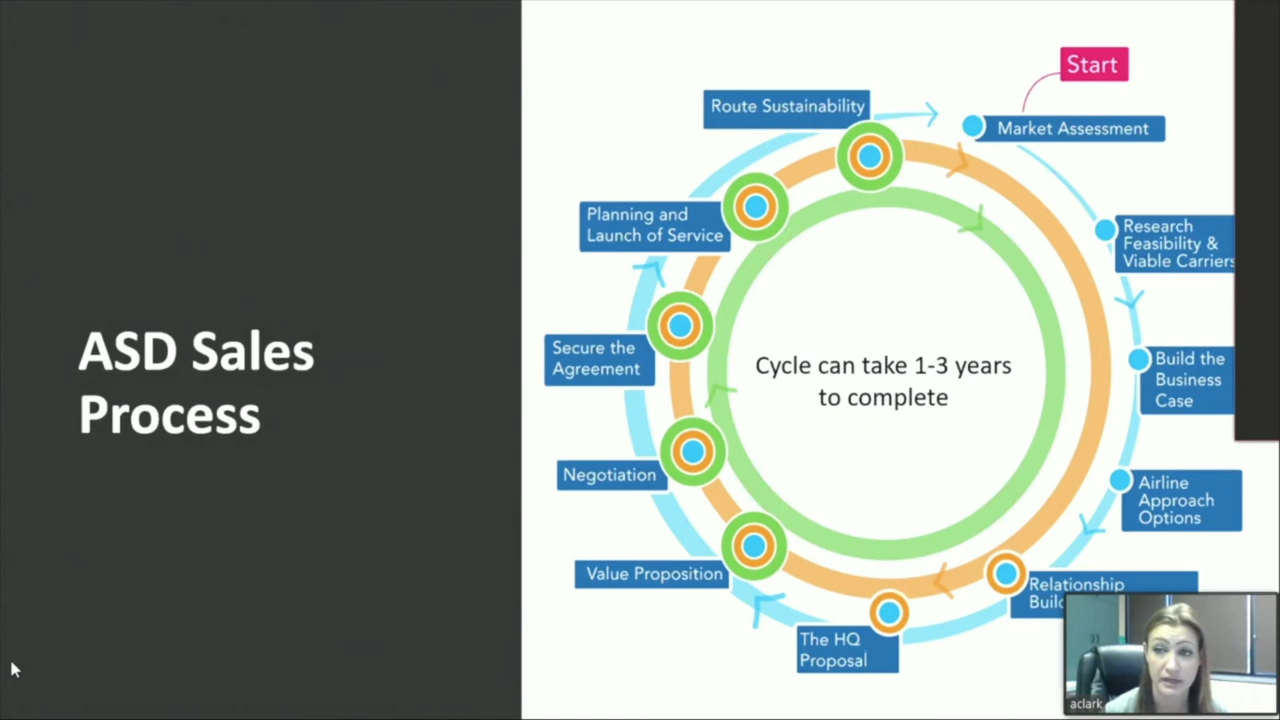 ASD Sales
Process
Start
Market Assessment
Research
Feasibility &
Viable Carriers
Build the
Business
Case
Airline
Approach
Options
Relationship
The HQ
Proposal
Value Proposition
Negotiation
Secure the
Agreement
Planning and
Launch of Service
Route Sustainability
Cycle can take 1-3 years
to complete
aclark